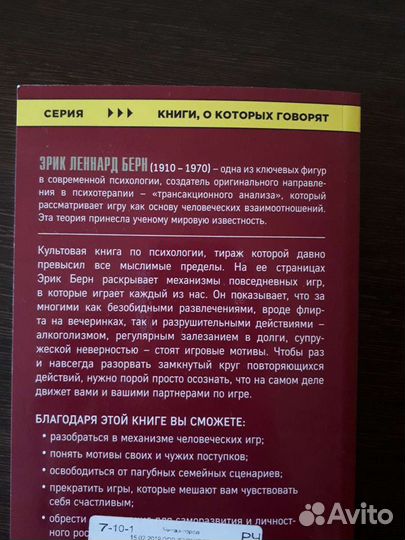 СЕРИЯ КНИГИ, О КОТОРЫХ ГОВОРЯТ
ЭРИК ЛЕННАРД БЕРН (1910 – 1970) – одна из ключевых фигур
в современной психологии, создатель оригинального направле-
ния в психотерапии – «трансакционного анализа», который
рассматривает игру как основу человеческих взаимоотношений.
Эта теория принесла ученому мировую известность.
Культовая книга по психологии, тираж которой давно
превысил все мыслимые пределы. На ее страницах
Эрик Берн раскрывает механизмы повседневных игр,
в которые играет каждый из нас. Он показывает, что за
многими как безобидными развлечениями, вроде флир-
та на вечеринках, так и разрушительными действиями –
алкоголизмом, регулярным залезанием в долги, супру-
жеской неверностью – стоят игровые мотивы. Чтобы раз
и навсегда разорвать замкнутый круг повторяющихся
действий, нужно порой просто осознать, что на самом деле
движет вами и вашими партнерами по игре.
БЛАГОДАРЯ ЭТОЙ КНИГЕ ВЫ СМОЖЕТЕ:
• разобраться в механизме человеческих игр;
• понять мотивы своих и чужих поступков;
• освободиться от пагубных семейных сценариев;
• прекратить игры, которые мешают вам чувствовать
себя счастливым;
• обрести для саморазвития и личност-
ного рос
7-10-1
Avito